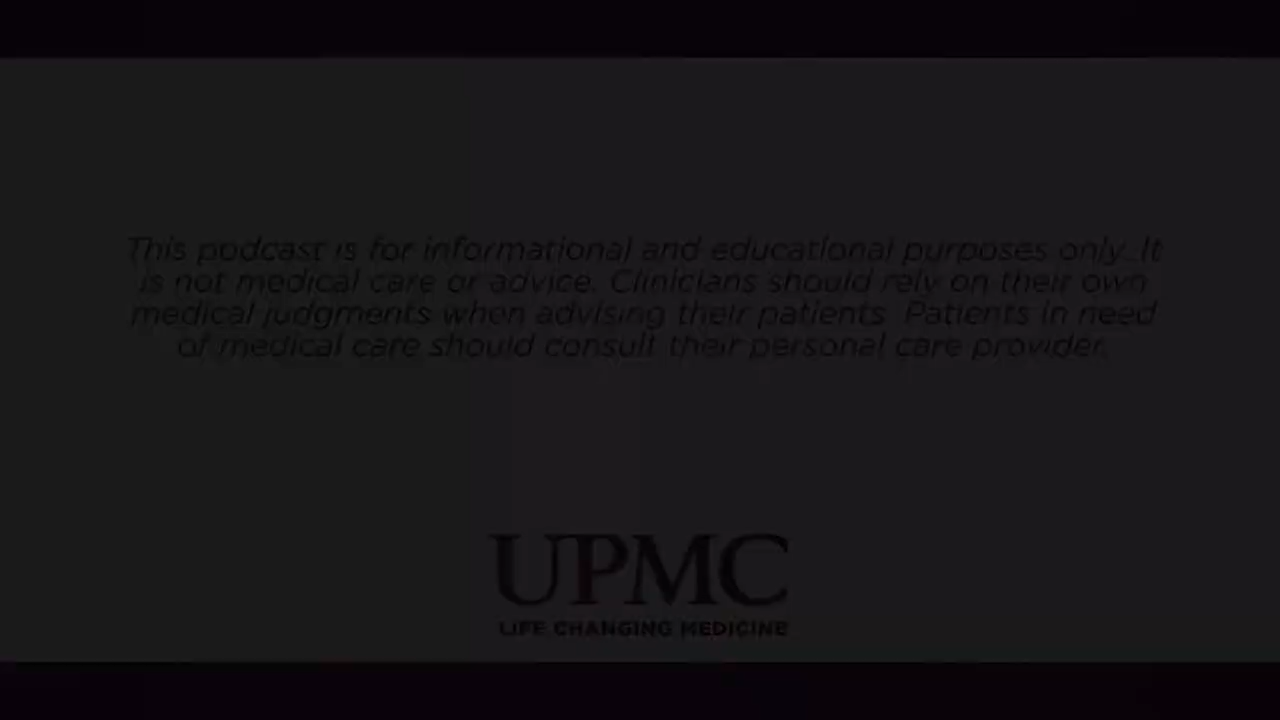 This podcast is for informational and educational purposes only. It
is not medical care or advice. Clinicians should rely on their own
medical judgments when advising their patients. Patients in need
of medical care should consult their personal care provider.
UPMC
LIFE CHANGING MEDICINE